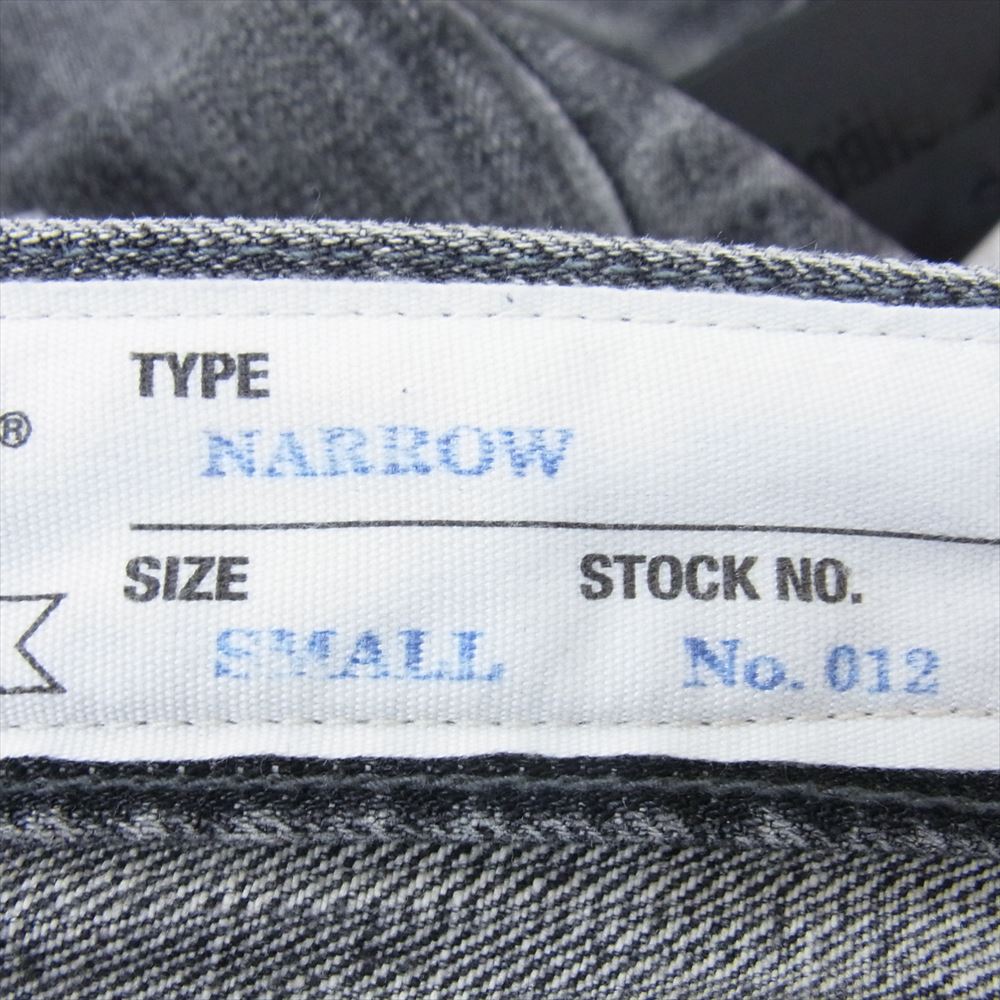 TYPE
NARROW
®
SIZE
STOCK NO.
SMALL
No. 012